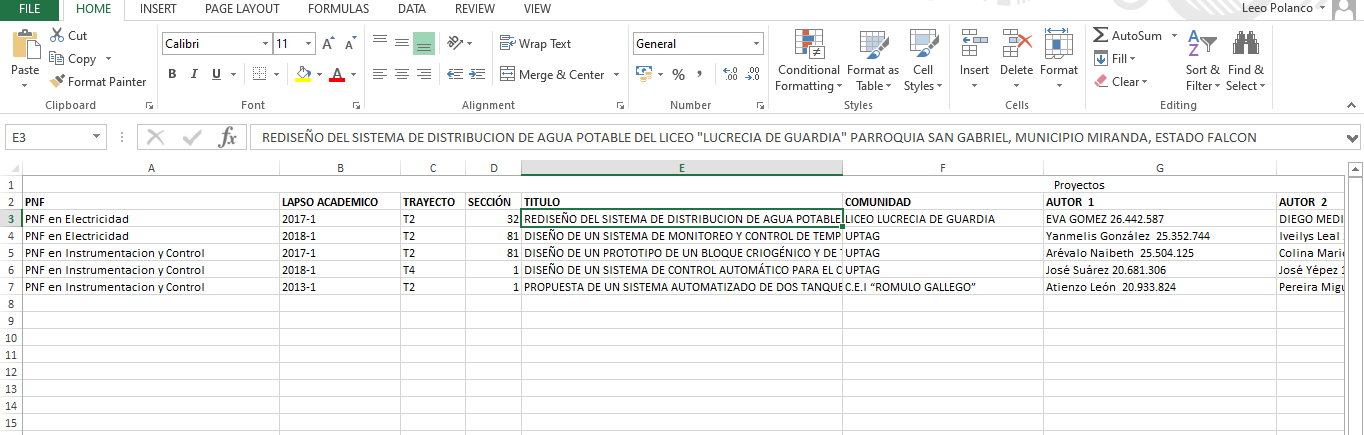 FILE HOME INSERT PAGE LAYOUT FORMULAS DATA REVIEW VIEW Leeo Polanco
Paste
Cut
Copy
Format Painter
Clipboard
Calibri 11
B I U
Font
Wrap Text
Merge & Center
Alignment
General
$ % ,
Number
Conditional Formatting
Format as Table
Cell Styles
Styles
Insert
Delete
Format
Cells
AutoSum
Fill
Clear
Sort & Filter
Find & Select
Editing
E3 fx REDISEÑO DEL SISTEMA DE DISTRIBUCION DE AGUA POTABLE DEL LICEO "LUCRECIA DE GUARDIA" PARROQUIA SAN GABRIEL, MUNICIPIO MIRANDA, ESTADO FALCON
A B C D E F G
1 Proyectos
2 PNF LAPSO ACADEMICO TRAYECTO SECCIÓN TITULO COMUNIDAD AUTOR 1 AUTOR 2
3 PNF en Electricidad 2017-1 T2 32 REDISEÑO DEL SISTEMA DE DISTRIBUCION DE AGUA POTABLE LICEO LUCRECIA DE GUARDIA EVA GOMEZ 26.442.587 DIEGO MEDI
4 PNF en Electricidad 2018-1 T2 81 DISEÑO DE UN SISTEMA DE MONITOREO Y CONTROL DE TEMP UPTAG Yanmelis González 25.352.744 Iveilys Leal
5 PNF en Instrumentacion y Control 2017-1 T2 81 DISEÑO DE UN PROTOTIPO DE UN BLOQUE CRIOGÉNICO Y DE UPTAG Arévalo Naibeth 25.504.125 Colina Mari
6 PNF en Instrumentacion y Control 2018-1 T4 1 DISEÑO DE UN SISTEMA DE CONTROL AUTOMÁTICO PARA EL C UPTAG José Suárez 20.681.306 José Yépez 1
7 PNF en Instrumentacion y Control 2013-1 T2 1 PROPUESTA DE UN SISTEMA AUTOMATIZADO DE DOS TANQUE C.E.I “ROMULO GALLEGO” Atienzo León 20.933.824 Pereira Migu
8
9
10
11
12
13
14
15